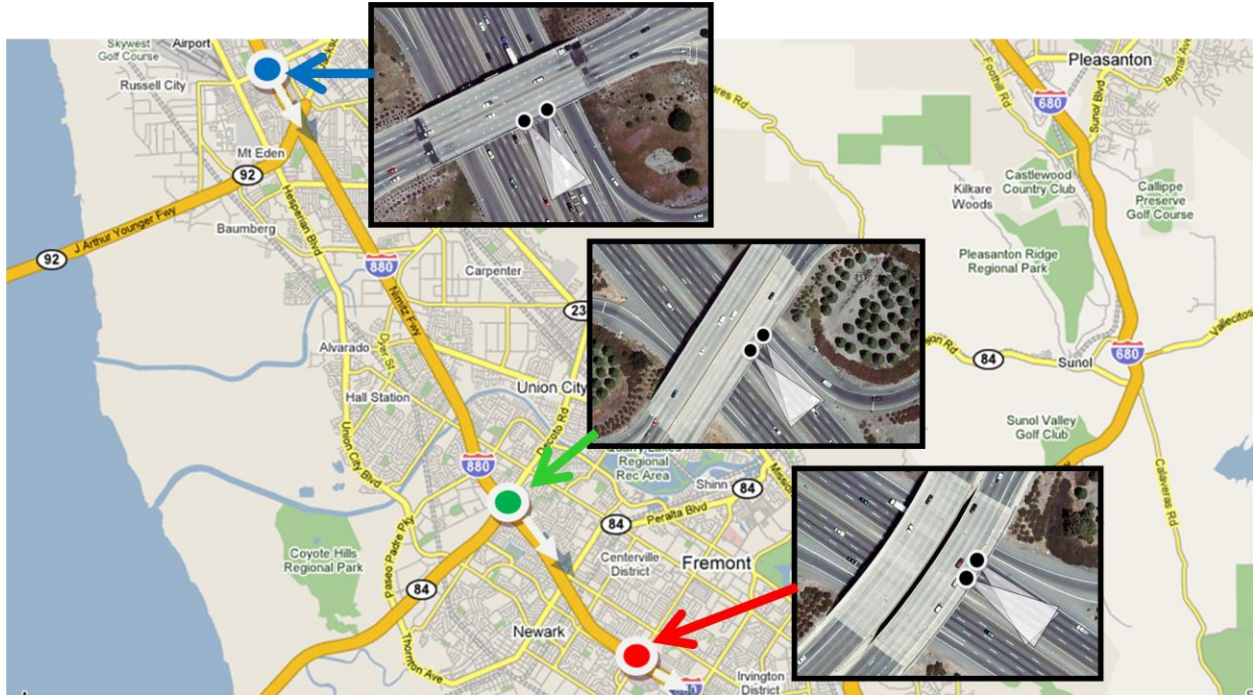 Skywest
Golf Course
Airport
Russell City
Mt Eden
92
J Arthur Younger Fwy
92
Hesperian Blvd
Baumberg
880
Nimitz Fwy
Carpenter
Alvarado
Dyer St
Hall Station
Union City
Union City Blvd
Decoto Rd
23
880
Quarry Lakes
Regional
Rec Area
Shinn
84
Mission
84
Peralta Blvd
Coyote Hills
Regional Park
Paseo Padre Pky
Centerville
District
Fremont
84
Newark
Thornton Ave
Irvington
District
Pleasanton
Bernal Ave
Foothill Rd
680
Sunol Blvd
Castlewood
Country Club
Kilkare
Woods
Callippe
Preserve
Golf Course
Pleasanton Ridge
Regional Park
Vallecitos
84
Sunol
680
Sunol Valley
Golf Club
Calaveras Rd